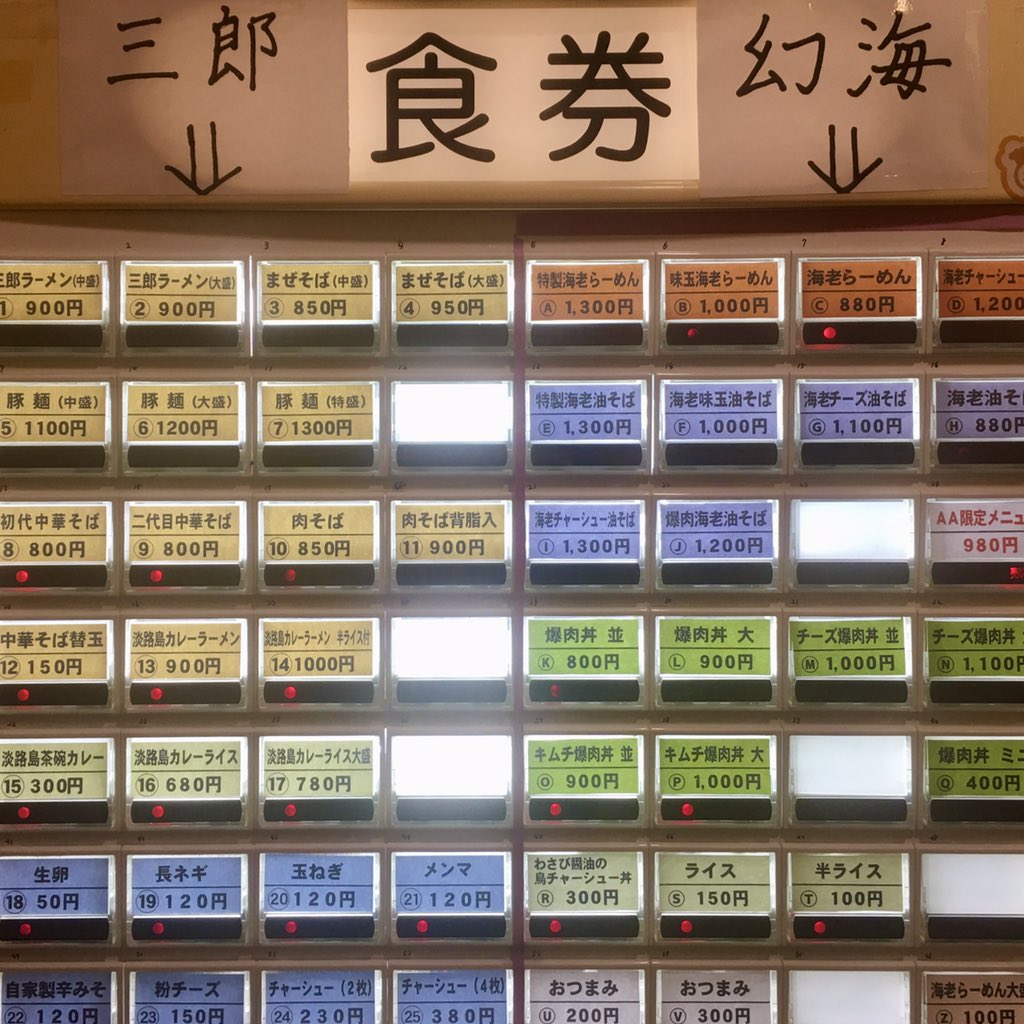 三郎
食券
幻海
三郎ラーメン(中盛)
① 900円
三郎ラーメン(大盛)
② 900円
まぜそば(中盛)
③ 850円
まぜそば(大盛)
④ 950円
特製海老らーめん
Ⓐ 1,300円
味玉海老らーめん
Ⓑ 1,000円
海老らーめん
Ⓒ 880円
海老チャーシュー
Ⓓ 1,200
豚麺(中盛)
⑤ 1100円
豚麺(大盛)
⑥ 1200円
豚麺(特盛)
⑦ 1300円
特製海老油そば
Ⓔ 1,300円
海老味玉油そば
Ⓕ 1,000円
海老チーズ油そば
Ⓖ 1,100円
海老油そ
Ⓗ 880円
初代中華そば
⑧ 800円
二代目中華そば
⑨ 800円
肉そば
⑩ 850円
肉そば背脂入
⑪ 900円
海老チャーシュー油そば
Ⓘ 1,300円
爆肉海老油そば
Ⓙ 1,200円
AA限定メニュ
980円
中華そば替玉
⑫ 150円
淡路島カレーラーメン
⑬ 900円
淡路島カレーラーメン 半ライス付
⑭ 1000円
爆肉丼 並
Ⓚ 800円
爆肉丼 大
Ⓛ 900円
チーズ爆肉丼 並
Ⓜ 1,000円
チーズ爆肉丼
Ⓝ 1,100円
淡路島茶碗カレー
⑮ 300円
淡路島カレーライス
⑯ 680円
淡路島カレーライス大盛
⑰ 780円
キムチ爆肉丼 並
Ⓞ 900円
キムチ爆肉丼 大
Ⓟ 1,000円
爆肉丼 ミニ
Ⓠ 400円
生卵
⑱ 50円
長ネギ
⑲ 120円
玉ねぎ
⑳ 120円
メンマ
㉑ 120円
わさび醤油の
鳥チャーシュー丼
Ⓡ 300円
ライス
Ⓢ 150円
半ライス
Ⓣ 100円
自家製辛みそ
㉒ 120円
粉チーズ
㉓ 150円
チャーシュー(2枚)
㉔ 230円
チャーシュー(4枚)
㉕ 380円
おつまみ
Ⓤ 200円
おつまみ
Ⓥ 300円
海老らーめん大盛
Ⓩ 100円